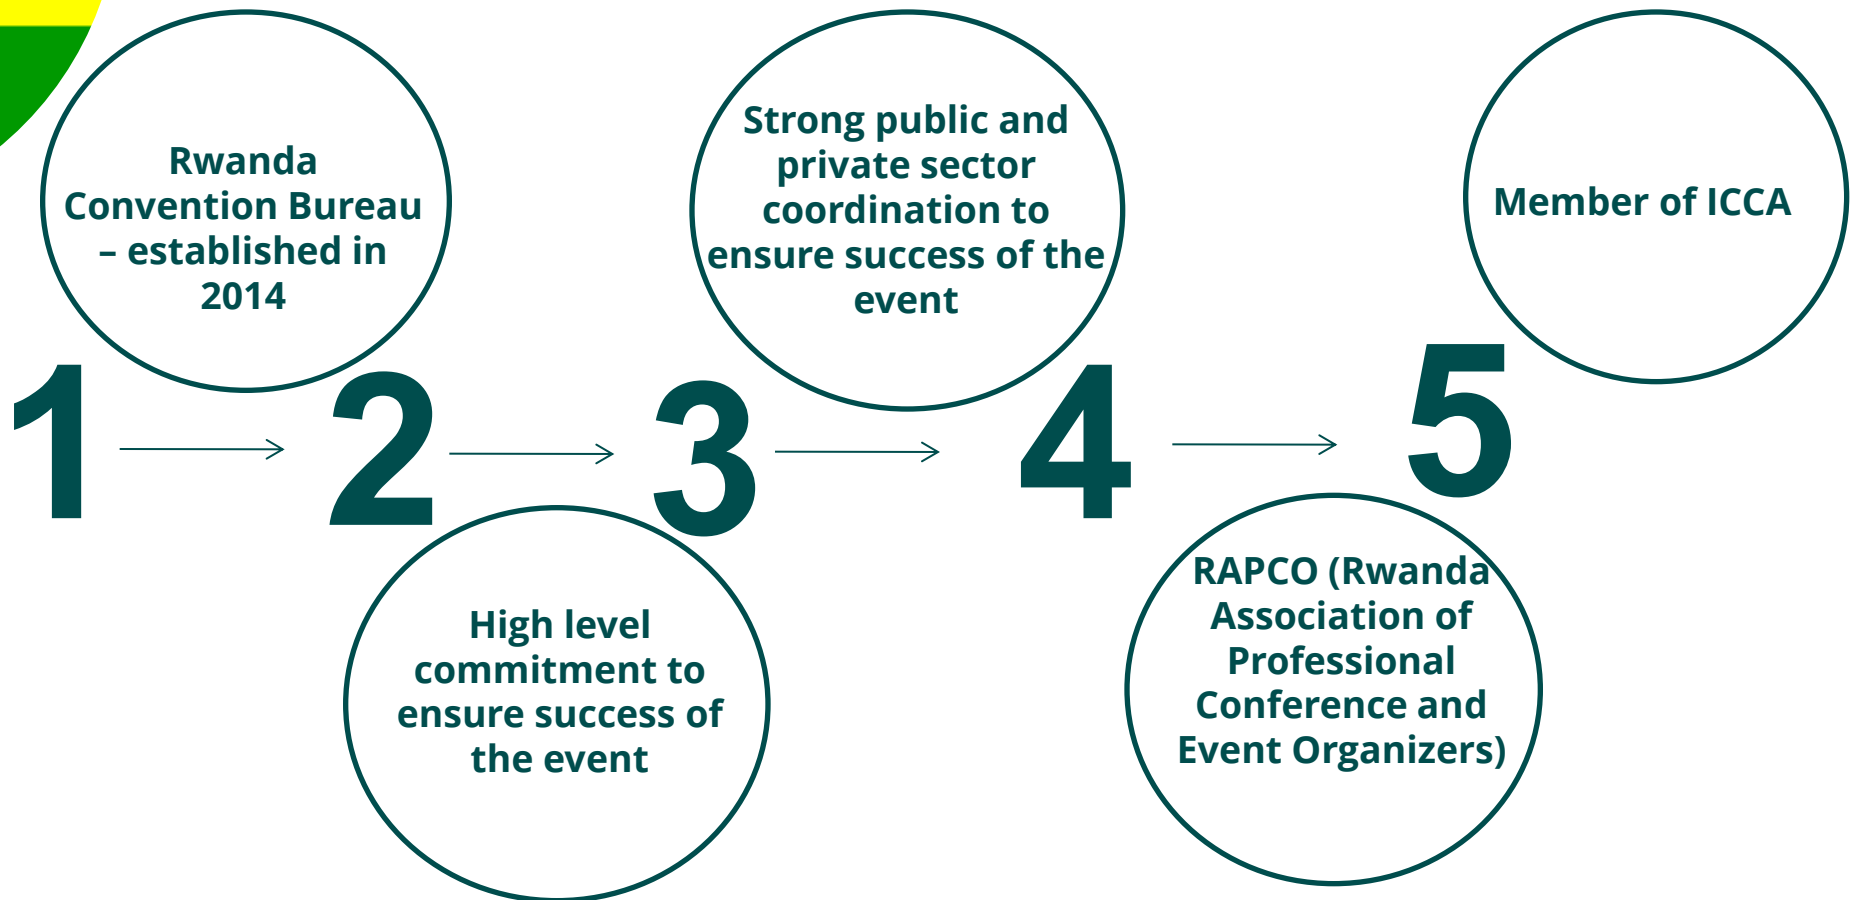 1
Rwanda
Convention Bureau
– established in
2014
2
High level
commitment to
ensure success of
the event
3
Strong public and
private sector
coordination to
ensure success of the
event
4
RAPCO (Rwanda
Association of
Professional
Conference and
Event Organizers)
5
Member of ICCA